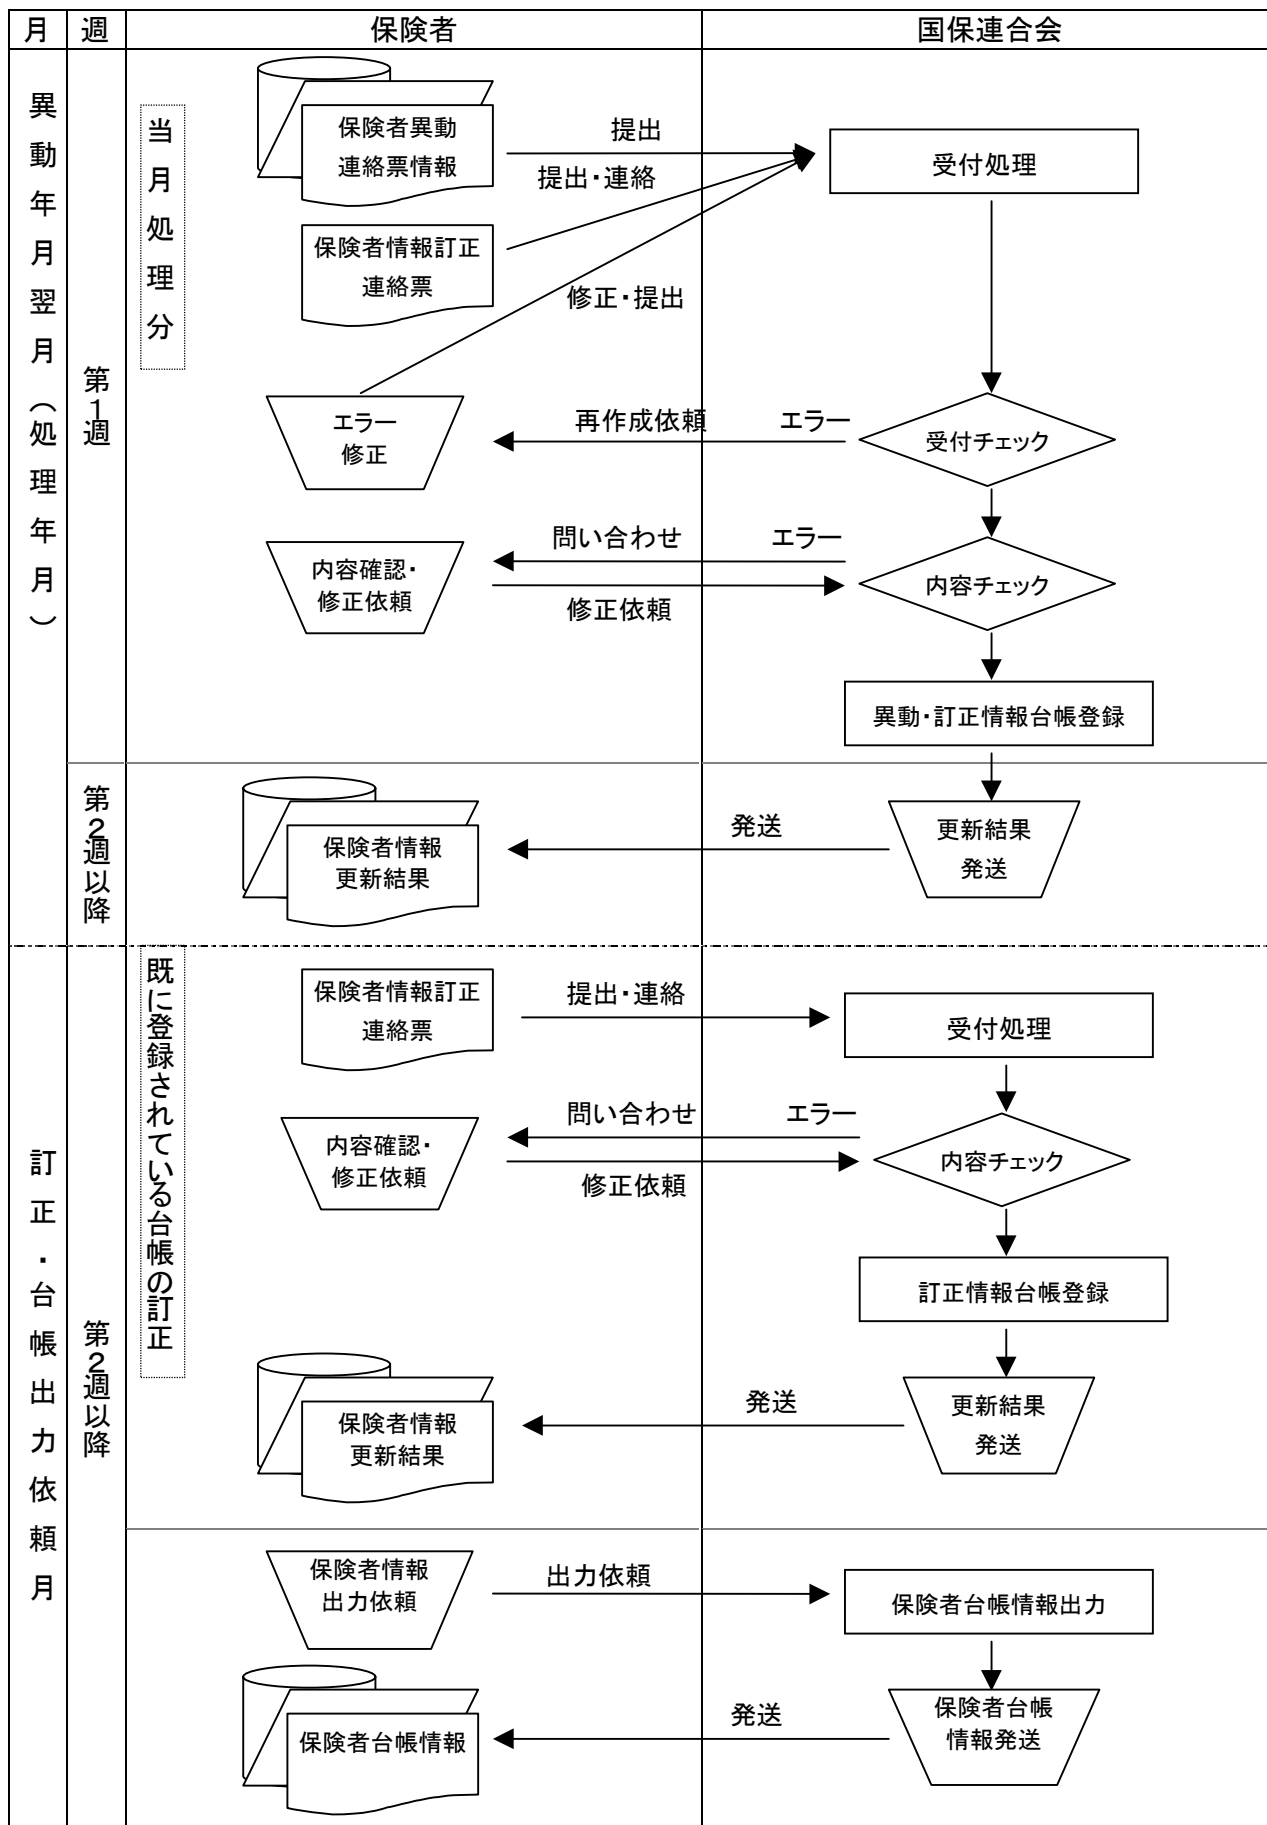 月
週
保険者
国保連合会
異動年月翌月（処理年月）
第1週
当月処理分
保険者異動
連絡票情報
提出
提出・連絡
受付処理
保険者情報訂正
連絡票
修正・提出
エラー
修正
再作成依頼
エラー
受付チェック
内容確認・
修正依頼
問い合わせ
エラー
修正依頼
内容チェック
異動・訂正情報台帳登録
第2週以降
保険者情報
更新結果
発送
更新結果
発送
訂正・台帳出力依頼月
第2週以降
既に登録されている台帳の訂正
保険者情報訂正
連絡票
提出・連絡
受付処理
内容確認・
修正依頼
問い合わせ
エラー
修正依頼
内容チェック
訂正情報台帳登録
保険者情報
更新結果
発送
更新結果
発送
保険者情報
出力依頼
出力依頼
保険者台帳情報出力
保険者台帳情報
発送
保険者台帳
情報発送